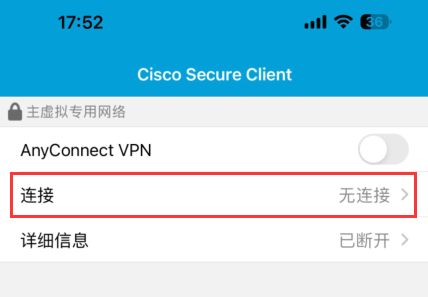 17:52 36
Cisco Secure Client
主虚拟专用网络
AnyConnect VPN
连接 无连接
详细信息 已断开